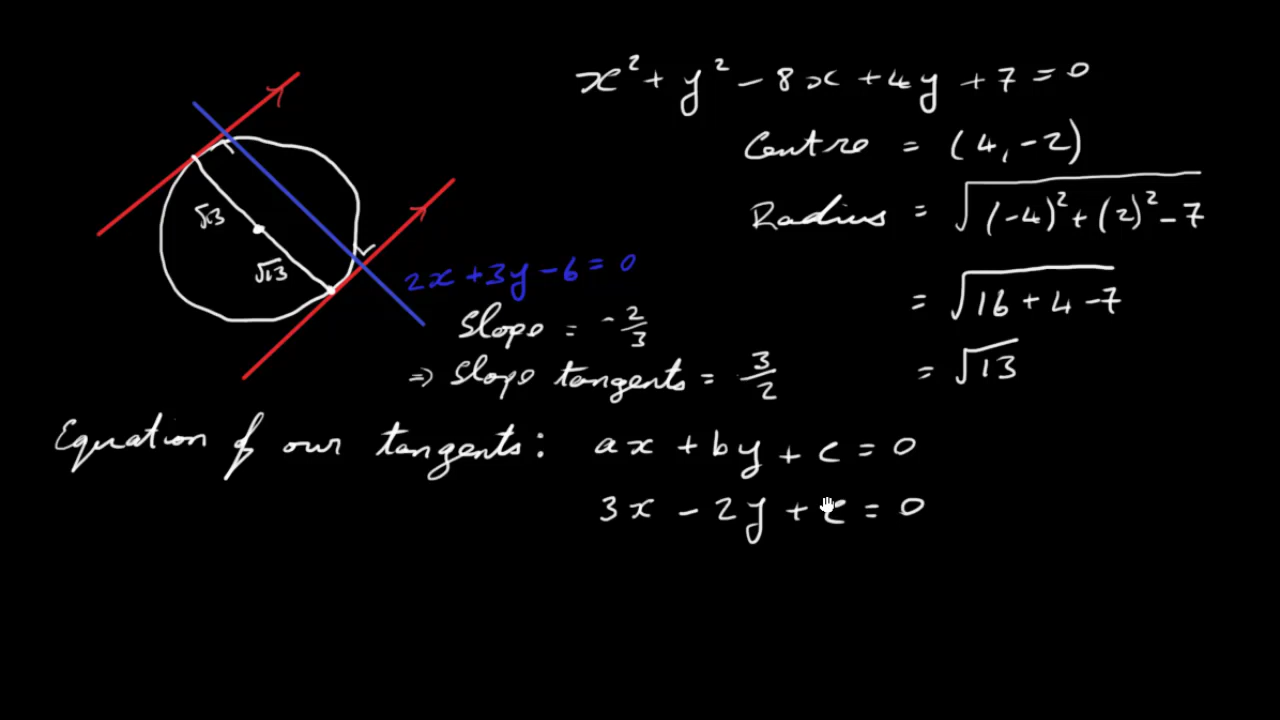 x² + y² - 8x + 4y + 7 = 0
Centre = (4, -2)
Radius = √(-4)² + (2)² - 7
√13
√13
2x + 3y - 6 = 0
= √16 + 4 - 7
Slope = -2/3
= √13
⇒ Slope tangents = 3/2
Equation of our tangents: ax + by + c = 0
3x - 2y + c = 0